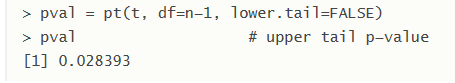 > pval = pt(t, df=n−1, lower.tail=FALSE)
> pval # upper tail p−value
[1] 0.028393